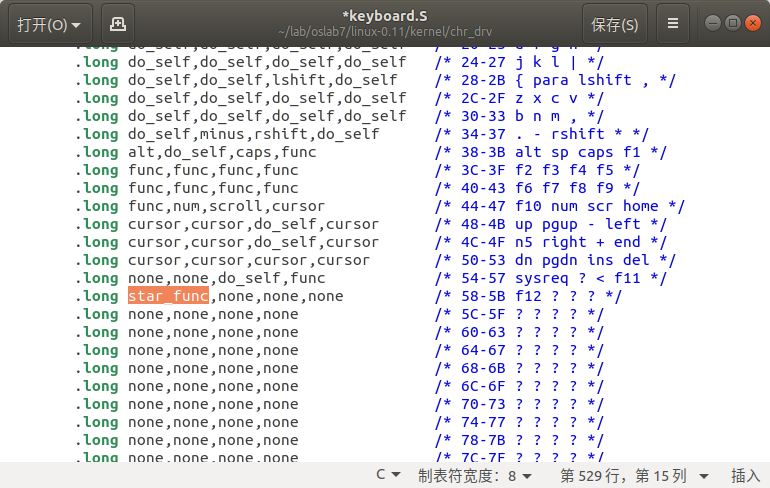 打开(O)
*keyboard.S
~/lab/oslab7/linux-0.11/kernel/chr_drv
保存(S)
.long do_self,do_self,do_self,do_self /* 24-27 j k l | */
.long do_self,do_self,lshift,do_self /* 28-2B { para lshift , */
.long do_self,do_self,do_self,do_self /* 2C-2F z x c v */
.long do_self,do_self,do_self,do_self /* 30-33 b n m , */
.long do_self,minus,rshift,do_self /* 34-37 . - rshift * */
.long alt,do_self,caps,func /* 38-3B alt sp caps f1 */
.long func,func,func,func /* 3C-3F f2 f3 f4 f5 */
.long func,func,func,func /* 40-43 f6 f7 f8 f9 */
.long func,num,scroll,cursor /* 44-47 f10 num scr home */
.long cursor,cursor,do_self,cursor /* 48-4B up pgup - left */
.long cursor,cursor,do_self,cursor /* 4C-4F n5 right + end */
.long cursor,cursor,cursor,cursor /* 50-53 dn pgdn ins del */
.long none,none,do_self,func /* 54-57 sysreq ? < f11 */
.long star_func,none,none,none /* 58-5B f12 ? ? ? */
.long none,none,none,none /* 5C-5F ? ? ? ? */
.long none,none,none,none /* 60-63 ? ? ? ? */
.long none,none,none,none /* 64-67 ? ? ? ? */
.long none,none,none,none /* 68-6B ? ? ? ? */
.long none,none,none,none /* 6C-6F ? ? ? ? */
.long none,none,none,none /* 70-73 ? ? ? ? */
.long none,none,none,none /* 74-77 ? ? ? ? */
.long none,none,none,none /* 78-7B ? ? ? ? */
.long none,none,none,none /* 7C-7F ? ? ? ? */
C 制表符宽度：8 第 529 行，第 15 列 插入